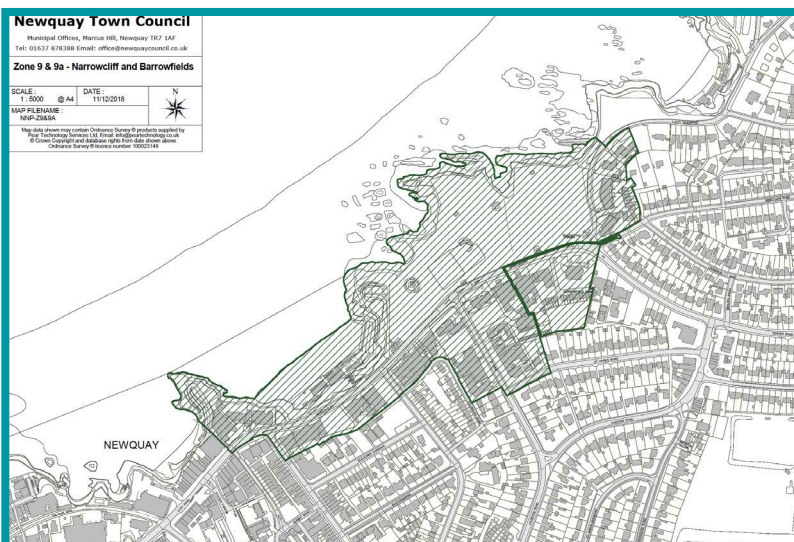 Newquay Town Council
Municipal Offices, Marcus Hill, Newquay TR7 1AF
Tel: 01637 878388 Email: office@newquaycouncil.co.uk
Zone 9 & 9a - Narrowcliff and Barrowfields
SCALE :
1 : 5000 @ A4
DATE :
11/12/2018
N
MAP FILENAME :
NNP-Z9&9A
Map data shown may contain Ordnance Survey ® products supplied by
Pear Technology Services Ltd; Email: info@peartechnology.co.uk
© Crown Copyright and database rights from date shown above
Ordnance Survey ® licence number 100023148
NEWQUAY